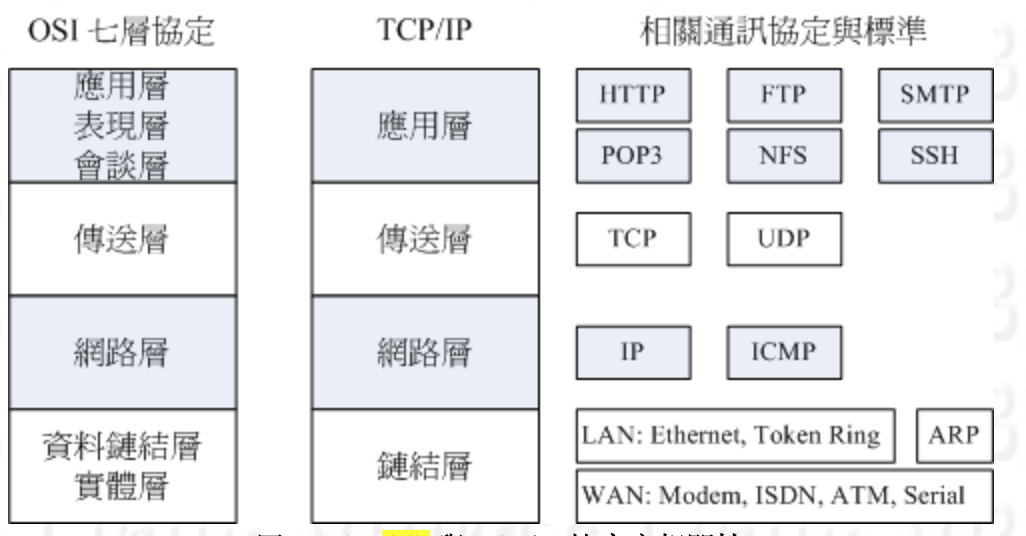 OSI 七層協定
TCP/IP
相關通訊協定與標準
應用層
表現層
會談層
應用層
HTTP
FTP
SMTP
POP3
NFS
SSH
傳送層
傳送層
TCP
UDP
網路層
網路層
IP
ICMP
資料鏈結層
實體層
鏈結層
LAN: Ethernet, Token Ring
ARP
WAN: Modem, ISDN, ATM, Serial